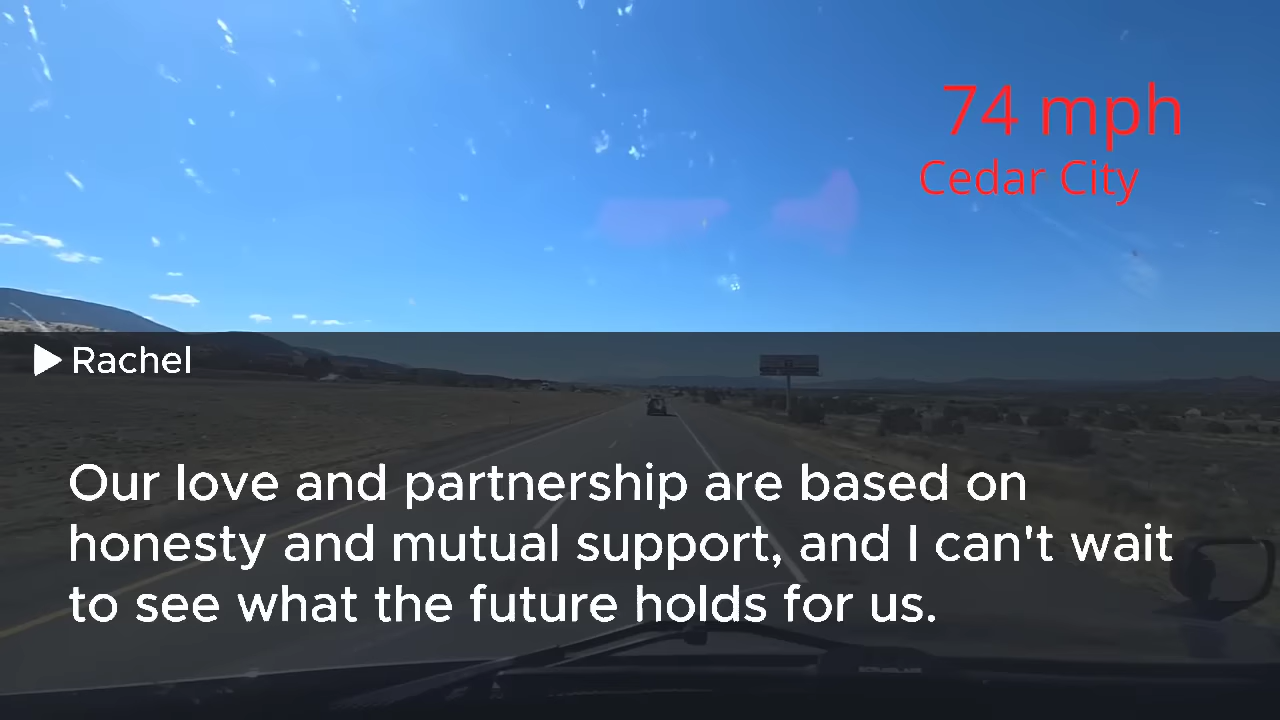 74 mph
Cedar City
Rachel
Our love and partnership are based on
honesty and mutual support, and I can't wait
to see what the future holds for us.